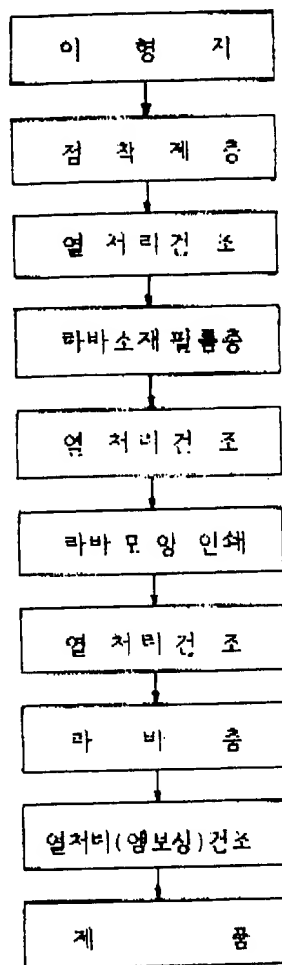 이 형 지
점 착 제 층
열 처 리 건 조
라바소재필름층
열 처 리 건 조
라바 모 양 인쇄
열 처 리 건 조
라 바 층
열처리(엠보싱)건조
제 품